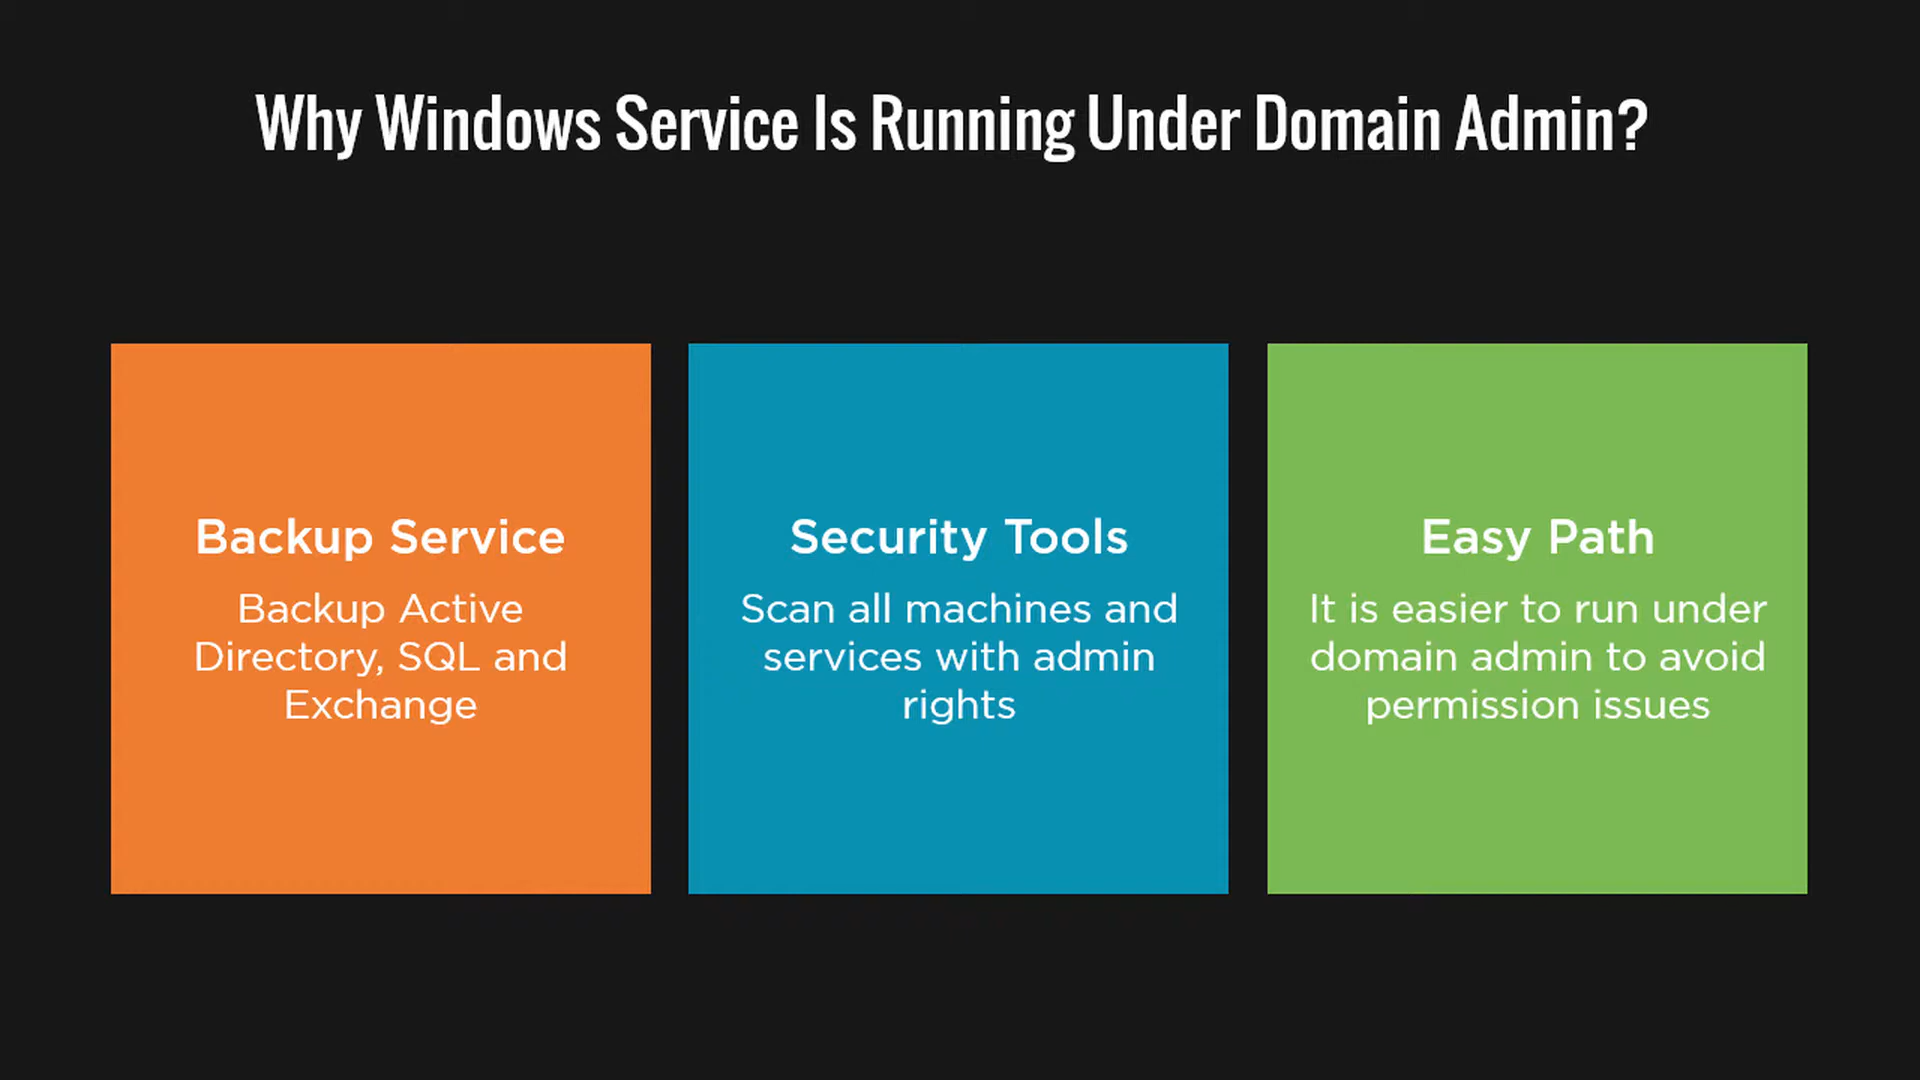 Why Windows Service Is Running Under Domain Admin?
Backup Service
Backup Active
Directory, SQL and
Exchange
Security Tools
Scan all machines and
services with admin
rights
Easy Path
It is easier to run under
domain admin to avoid
permission issues